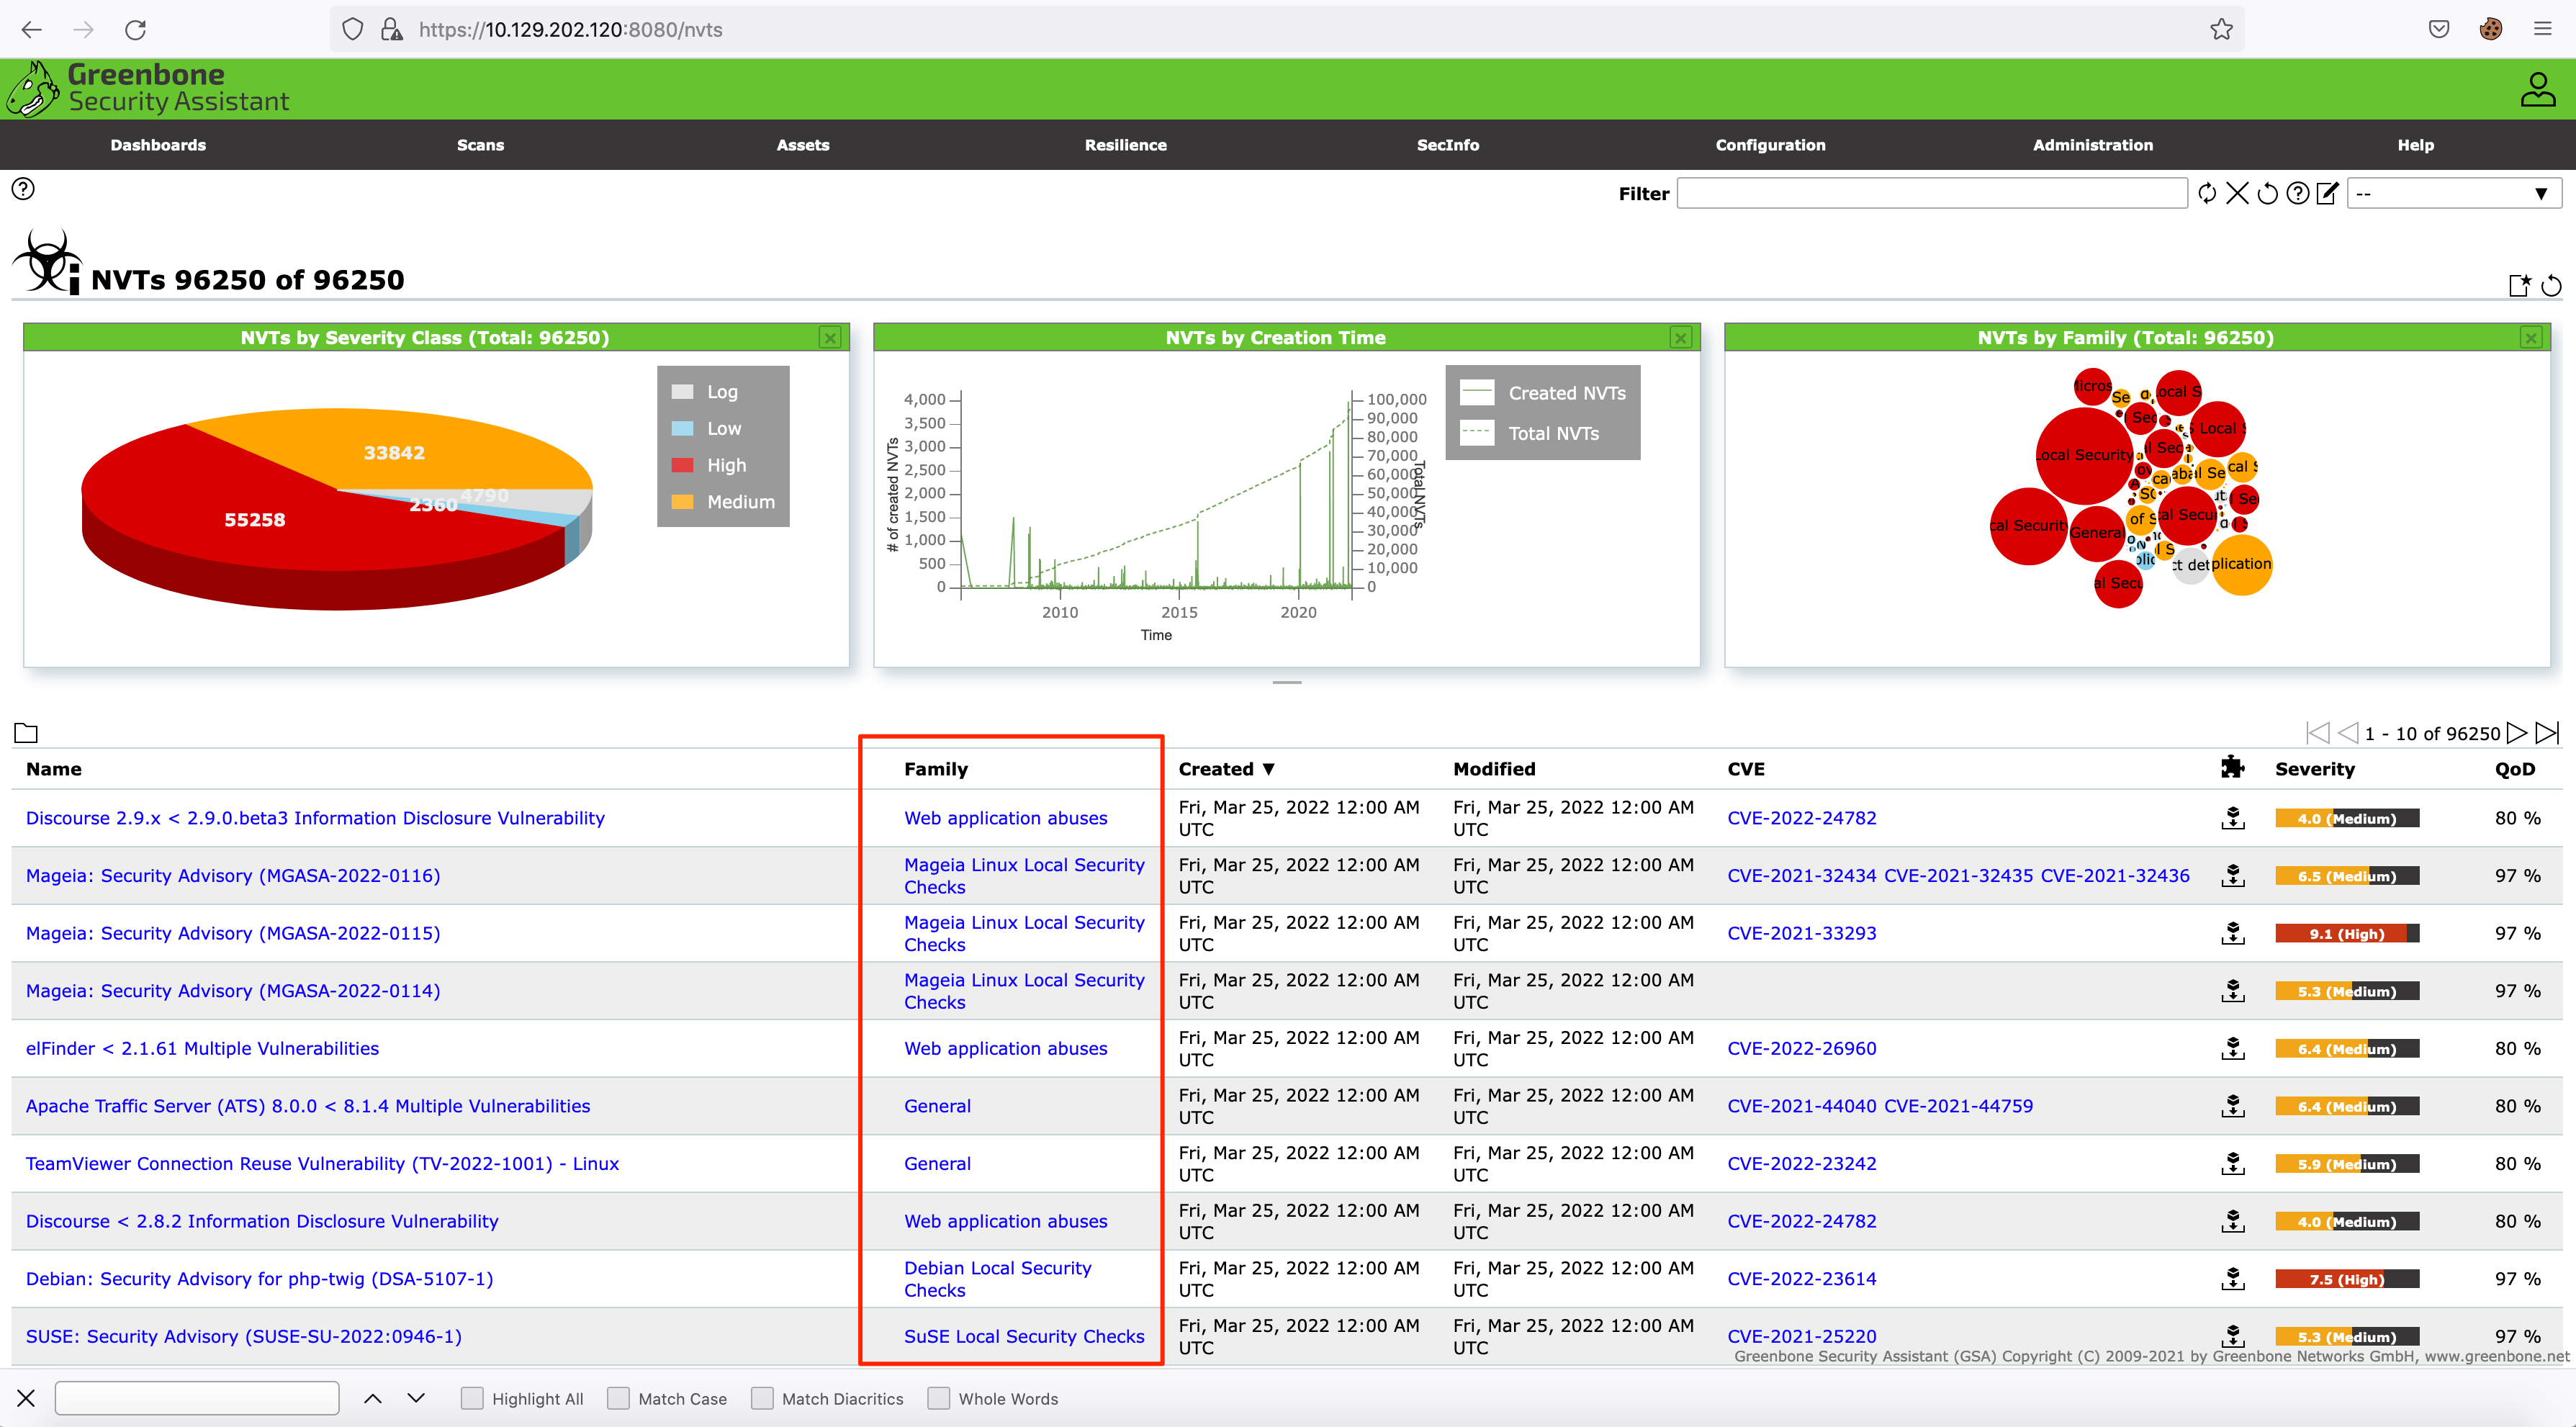 https://10.129.202.120:8080/nvts
Greenbone
Security Assistant
Dashboards Scans Assets Resilience SecInfo Configuration Administration Help
Filter --
NVTs 96250 of 96250
NVTs by Severity Class (Total: 96250)
33842
4790
2360
55258
Log
Low
High
Medium
NVTs by Creation Time
# of created NVTs
4,000
3,500
3,000
2,500
2,000
1,500
1,000
500
0
100,000
90,000
80,000
70,000
60,000
50,000
40,000
30,000
20,000
10,000
0
Total NVTs
2010 2015 2020
Time
Created NVTs
Total NVTs
NVTs by Family (Total: 96250)
Local Security
General
1 - 10 of 96250
Name Family Created ▼ Modified CVE Severity QoD
Discourse 2.9.x < 2.9.0.beta3 Information Disclosure Vulnerability Web application abuses Fri, Mar 25, 2022 12:00 AM UTC Fri, Mar 25, 2022 12:00 AM UTC CVE-2022-24782 4.0 (Medium) 80 %
Mageia: Security Advisory (MGASA-2022-0116) Mageia Linux Local Security Checks Fri, Mar 25, 2022 12:00 AM UTC Fri, Mar 25, 2022 12:00 AM UTC CVE-2021-32434 CVE-2021-32435 CVE-2021-32436 6.5 (Medium) 97 %
Mageia: Security Advisory (MGASA-2022-0115) Mageia Linux Local Security Checks Fri, Mar 25, 2022 12:00 AM UTC Fri, Mar 25, 2022 12:00 AM UTC CVE-2021-33293 9.1 (High) 97 %
Mageia: Security Advisory (MGASA-2022-0114) Mageia Linux Local Security Checks Fri, Mar 25, 2022 12:00 AM UTC Fri, Mar 25, 2022 12:00 AM UTC 5.3 (Medium) 97 %
elFinder < 2.1.61 Multiple Vulnerabilities Web application abuses Fri, Mar 25, 2022 12:00 AM UTC Fri, Mar 25, 2022 12:00 AM UTC CVE-2022-26960 6.4 (Medium) 80 %
Apache Traffic Server (ATS) 8.0.0 < 8.1.4 Multiple Vulnerabilities General Fri, Mar 25, 2022 12:00 AM UTC Fri, Mar 25, 2022 12:00 AM UTC CVE-2021-44040 CVE-2021-44759 6.4 (Medium) 80 %
TeamViewer Connection Reuse Vulnerability (TV-2022-1001) - Linux General Fri, Mar 25, 2022 12:00 AM UTC Fri, Mar 25, 2022 12:00 AM UTC CVE-2022-23242 5.9 (Medium) 80 %
Discourse < 2.8.2 Information Disclosure Vulnerability Web application abuses Fri, Mar 25, 2022 12:00 AM UTC Fri, Mar 25, 2022 12:00 AM UTC CVE-2022-24782 4.0 (Medium) 80 %
Debian: Security Advisory for php-twig (DSA-5107-1) Debian Local Security Checks Fri, Mar 25, 2022 12:00 AM UTC Fri, Mar 25, 2022 12:00 AM UTC CVE-2022-23614 7.5 (High) 97 %
SUSE: Security Advisory (SUSE-SU-2022:0946-1) SuSE Local Security Checks Fri, Mar 25, 2022 12:00 AM UTC Fri, Mar 25, 2022 12:00 AM UTC CVE-2021-25220 5.3 (Medium) 97 %
Greenbone Security Assistant (GSA) Copyright (C) 2009-2021 by Greenbone Networks GmbH, www.greenbone.net
Highlight All Match Case Match Diacritics Whole Words